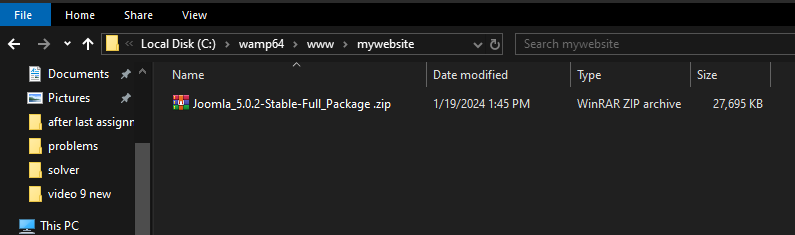 File Home Share View
Local Disk (C:) wamp64 www mywebsite Search mywebsite
Documents
Pictures
after last assignm
problems
solver
video 9 new
This PC
Name Date modified Type Size
Joomla_5.0.2-Stable-Full_Package .zip 1/19/2024 1:45 PM WinRAR ZIP archive 27,695 KB